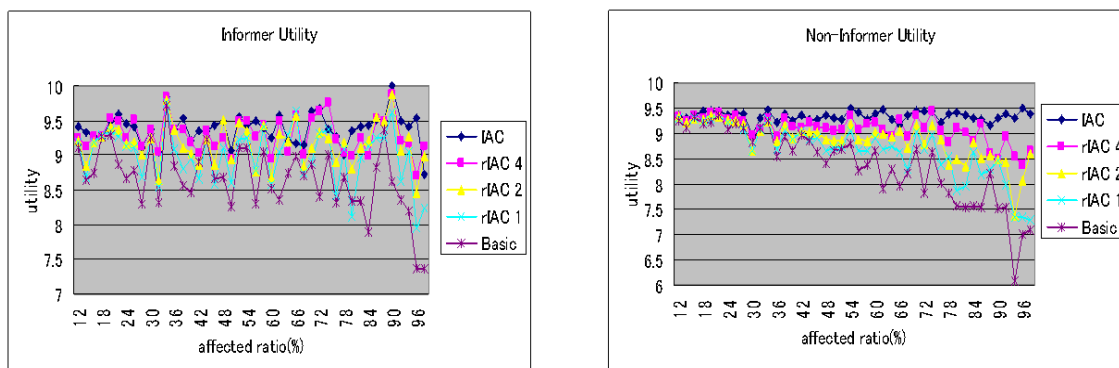 Informer Utility
10
9.5
9
8.5
8
7.5
7
utility
12 18 24 30 36 42 48 54 60 66 72 78 84 90 96
affected ratio(%)
IAC
rIAC 4
rIAC 2
rIAC 1
Basic
Non-Informer Utility
10
9.5
9
8.5
8
7.5
7
6.5
6
utility
12 18 24 30 36 42 48 54 60 66 72 78 84 90 96
affected ratio(%)
IAC
rIAC 4
rIAC 2
rIAC 1
Basic